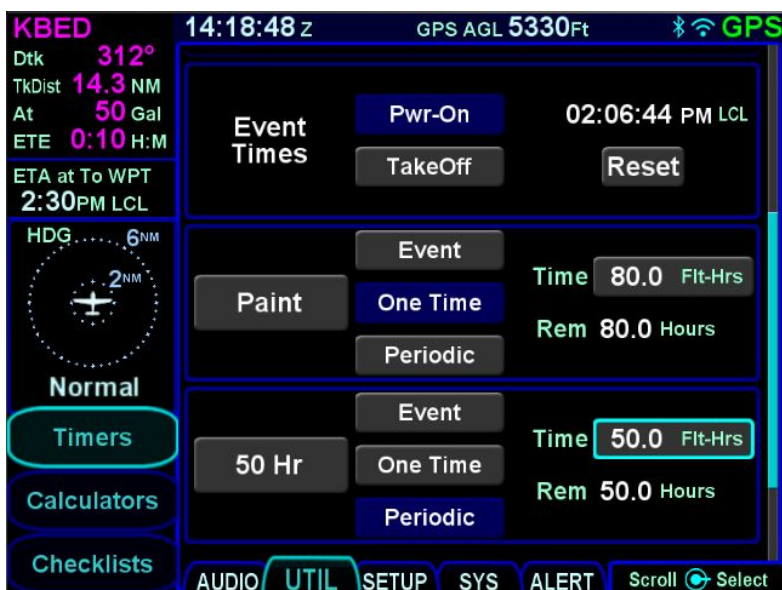 KBED
Dtk 312°
TkDist 14.3 NM
At 50 Gal
ETE 0:10 H:M
ETA at To WPT
2:30PM LCL
HDG 6NM
2NM
Normal
Timers
Calculators
Checklists
14:18:48 Z GPS AGL 5330Ft GPS
Event Times
Pwr-On
TakeOff
02:06:44 PM LCL
Reset
Paint
Event
One Time
Periodic
Time 80.0 Flt-Hrs
Rem 80.0 Hours
50 Hr
Event
One Time
Periodic
Time 50.0 Flt-Hrs
Rem 50.0 Hours
AUDIO UTIL SETUP SYS ALERT Scroll Select